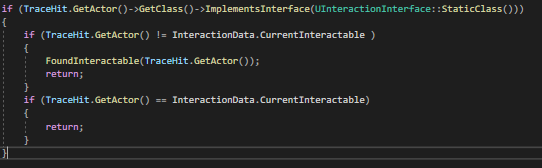 if (TraceHit.GetActor()->GetClass()->ImplementsInterface(UInteractionInterface::StaticClass()))
{
if (TraceHit.GetActor() != InteractionData.CurrentInteractable )
{
FoundInteractable(TraceHit.GetActor());
return;
}
if (TraceHit.GetActor() == InteractionData.CurrentInteractable)
{
return;
}
}